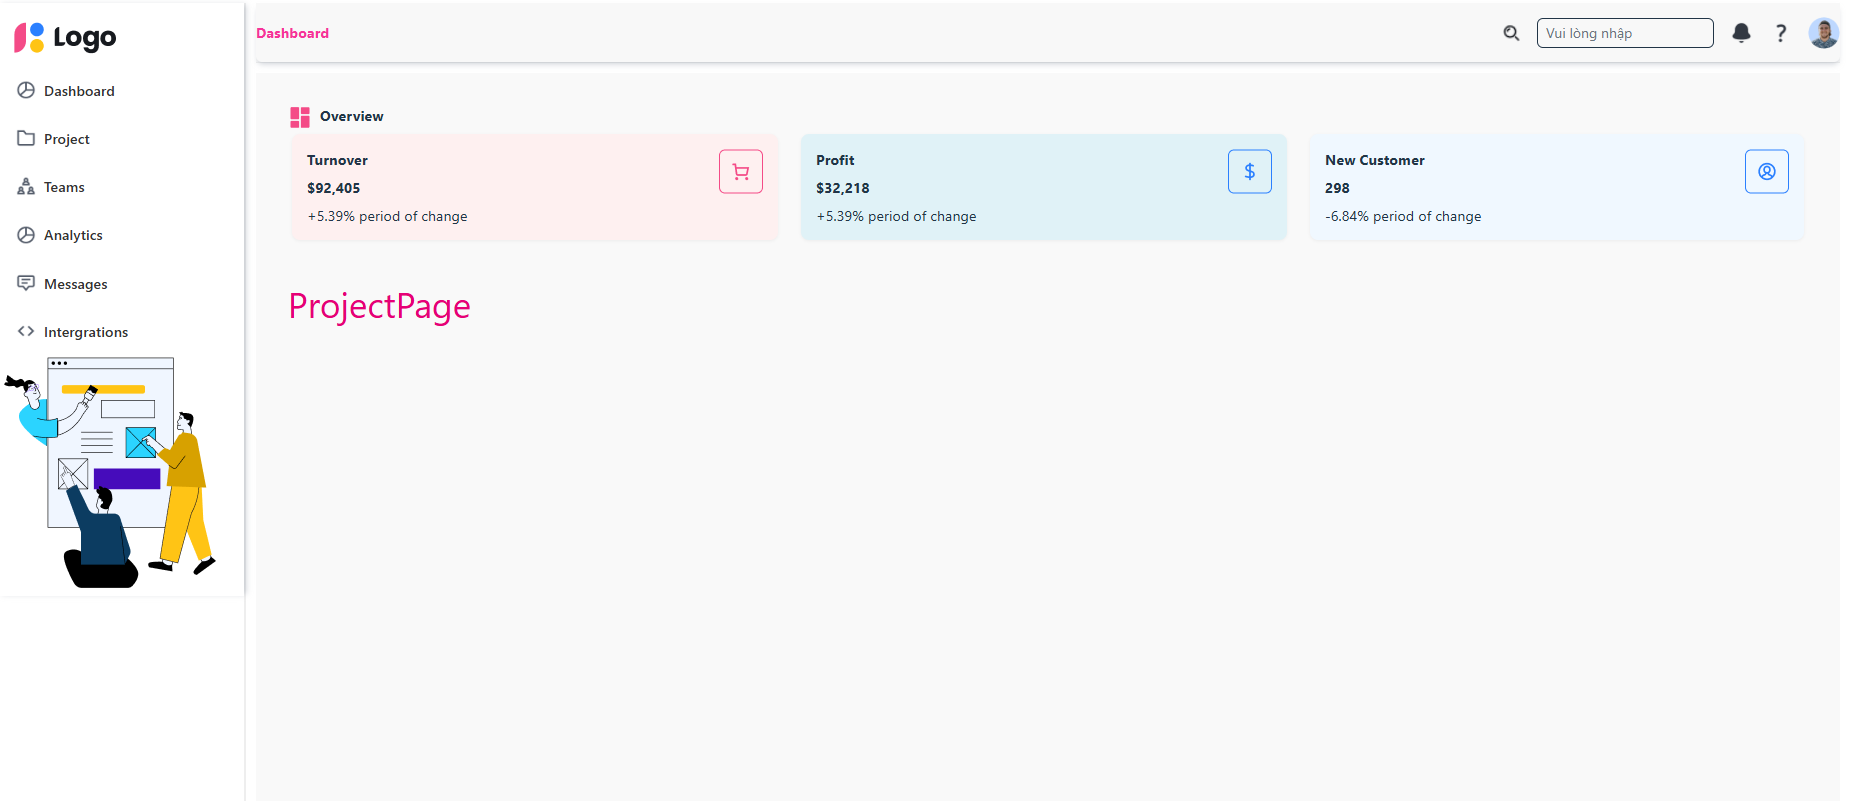 Logo
Dashboard
Project
Teams
Analytics
Messages
Intergrations
Dashboard
Vui lòng nhập
?
Overview
Turnover
$92,405
+5.39% period of change
Profit
$32,218
+5.39% period of change
$
New Customer
298
-6.84% period of change
ProjectPage